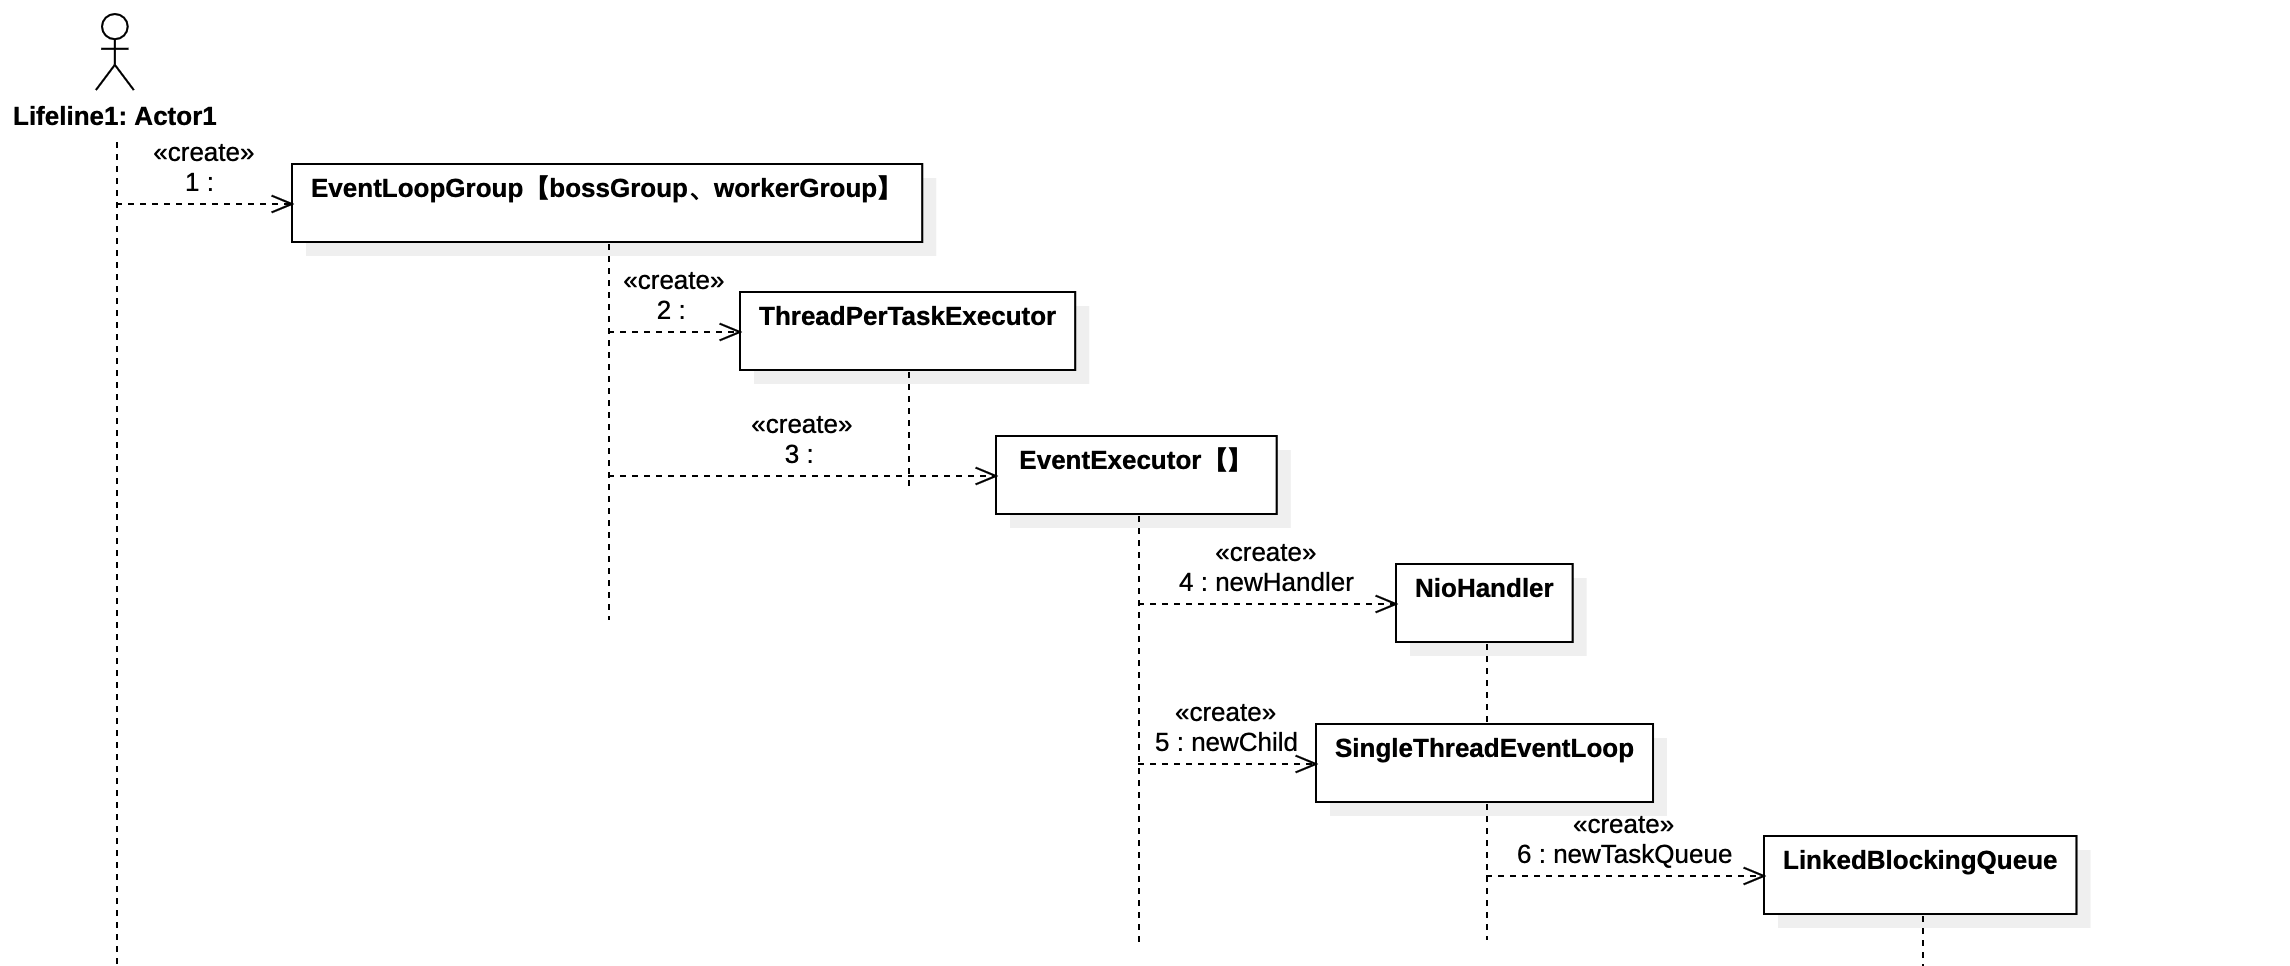 Lifeline1: Actor1
«create»
1 :
EventLoopGroup【bossGroup、workerGroup】
«create»
2 :
ThreadPerTaskExecutor
«create»
3 :
EventExecutor【】
«create»
4 : newHandler
NioHandler
«create»
5 : newChild
SingleThreadEventLoop
«create»
6 : newTaskQueue
LinkedBlockingQueue